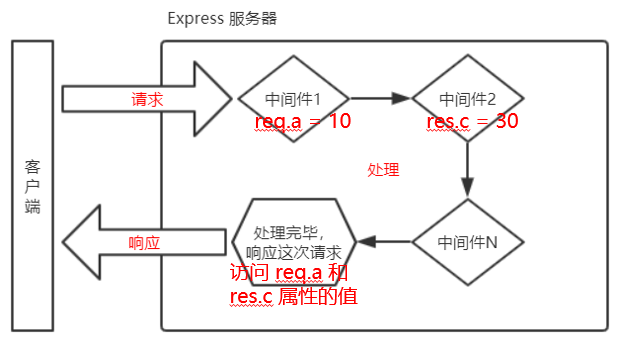 Express 服务器
客户端
请求
中间件1
req.a = 10
中间件2
res.c = 30
处理
中间件N
处理完毕，
响应这次请求
访问 req.a 和
res.c 属性的值
响应